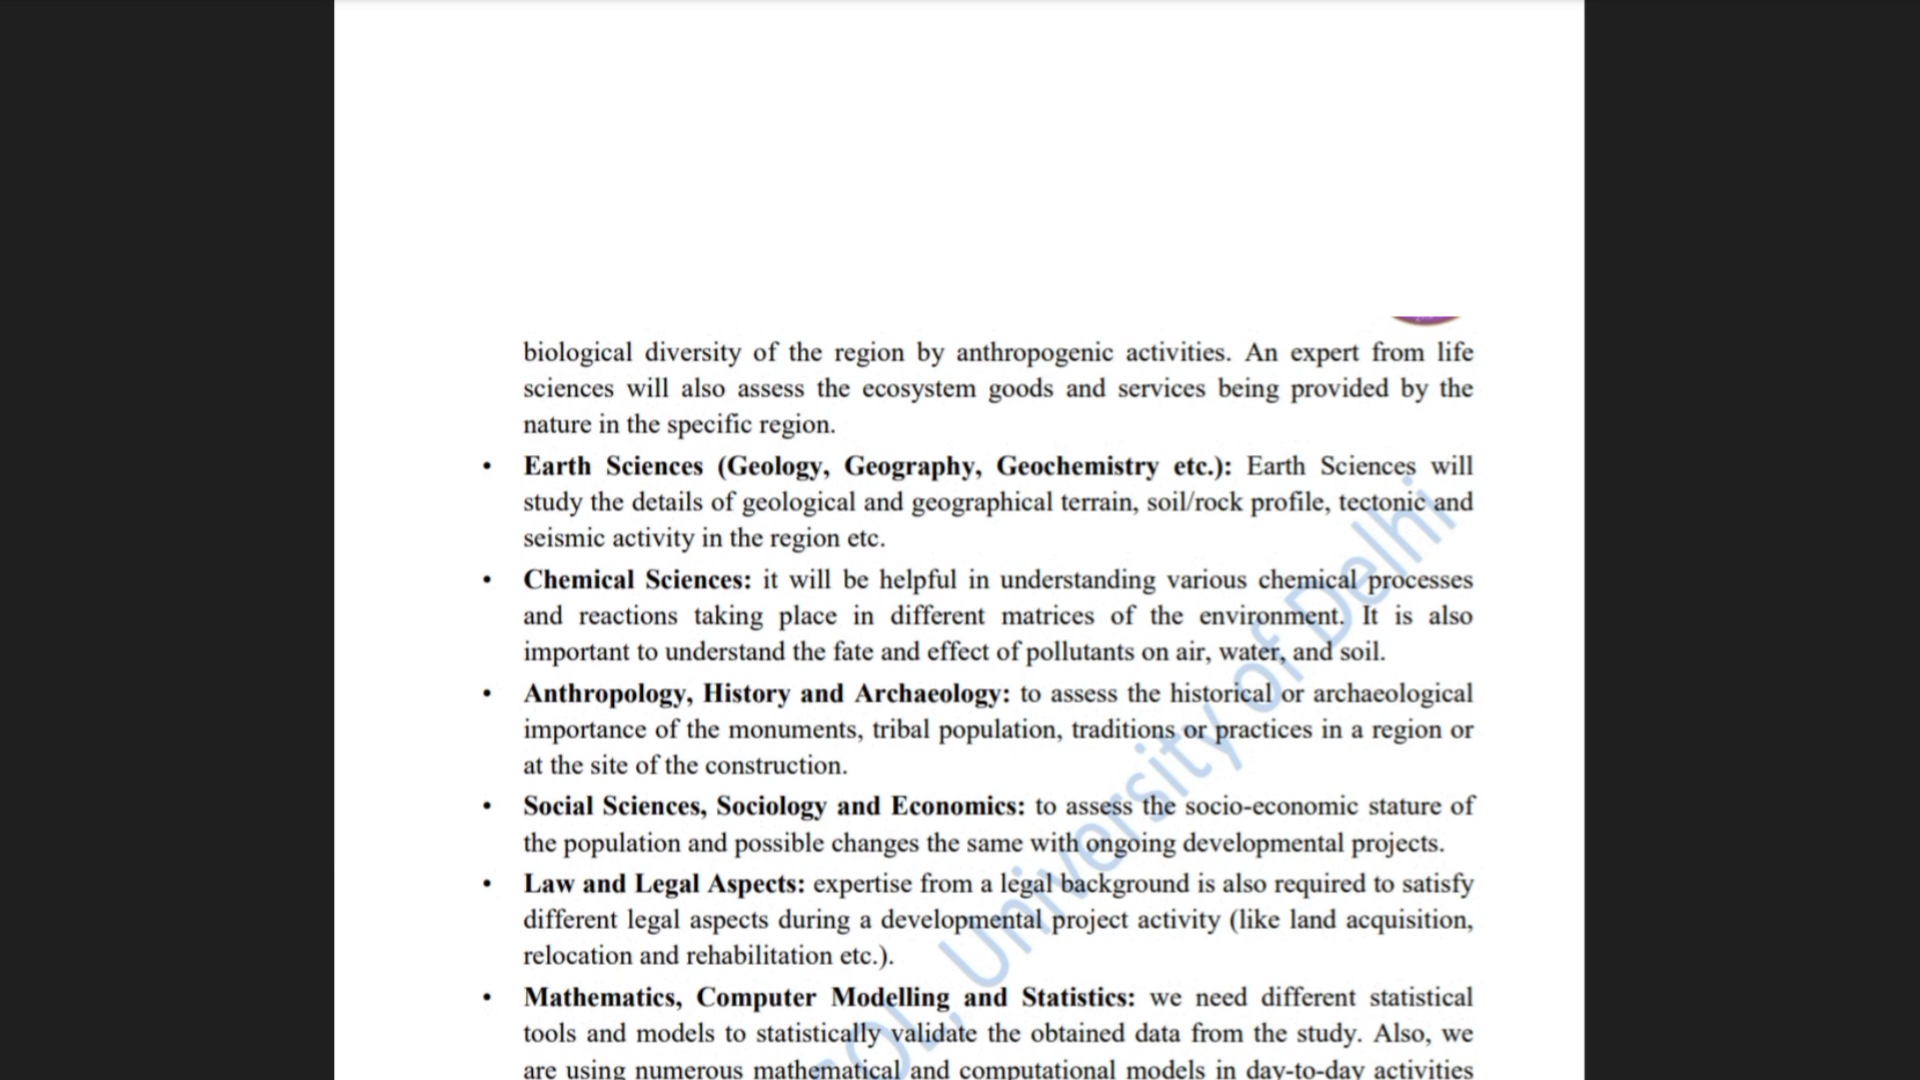 biological diversity of the region by anthropogenic activities. An expert from life
sciences will also assess the ecosystem goods and services being provided by the
nature in the specific region.
• Earth Sciences (Geology, Geography, Geochemistry etc.): Earth Sciences will
study the details of geological and geographical terrain, soil/rock profile, tectonic and
seismic activity in the region etc.
• Chemical Sciences: it will be helpful in understanding various chemical processes
and reactions taking place in different matrices of the environment. It is also
important to understand the fate and effect of pollutants on air, water, and soil.
• Anthropology, History and Archaeology: to assess the historical or archaeological
importance of the monuments, tribal population, traditions or practices in a region or
at the site of the construction.
• Social Sciences, Sociology and Economics: to assess the socio-economic stature of
the population and possible changes the same with ongoing developmental projects.
• Law and Legal Aspects: expertise from a legal background is also required to satisfy
different legal aspects during a developmental project activity (like land acquisition,
relocation and rehabilitation etc.).
• Mathematics, Computer Modelling and Statistics: we need different statistical
tools and models to statistically validate the obtained data from the study. Also, we
are using numerous mathematical and computational models in day-to-day activities
University of Delhi